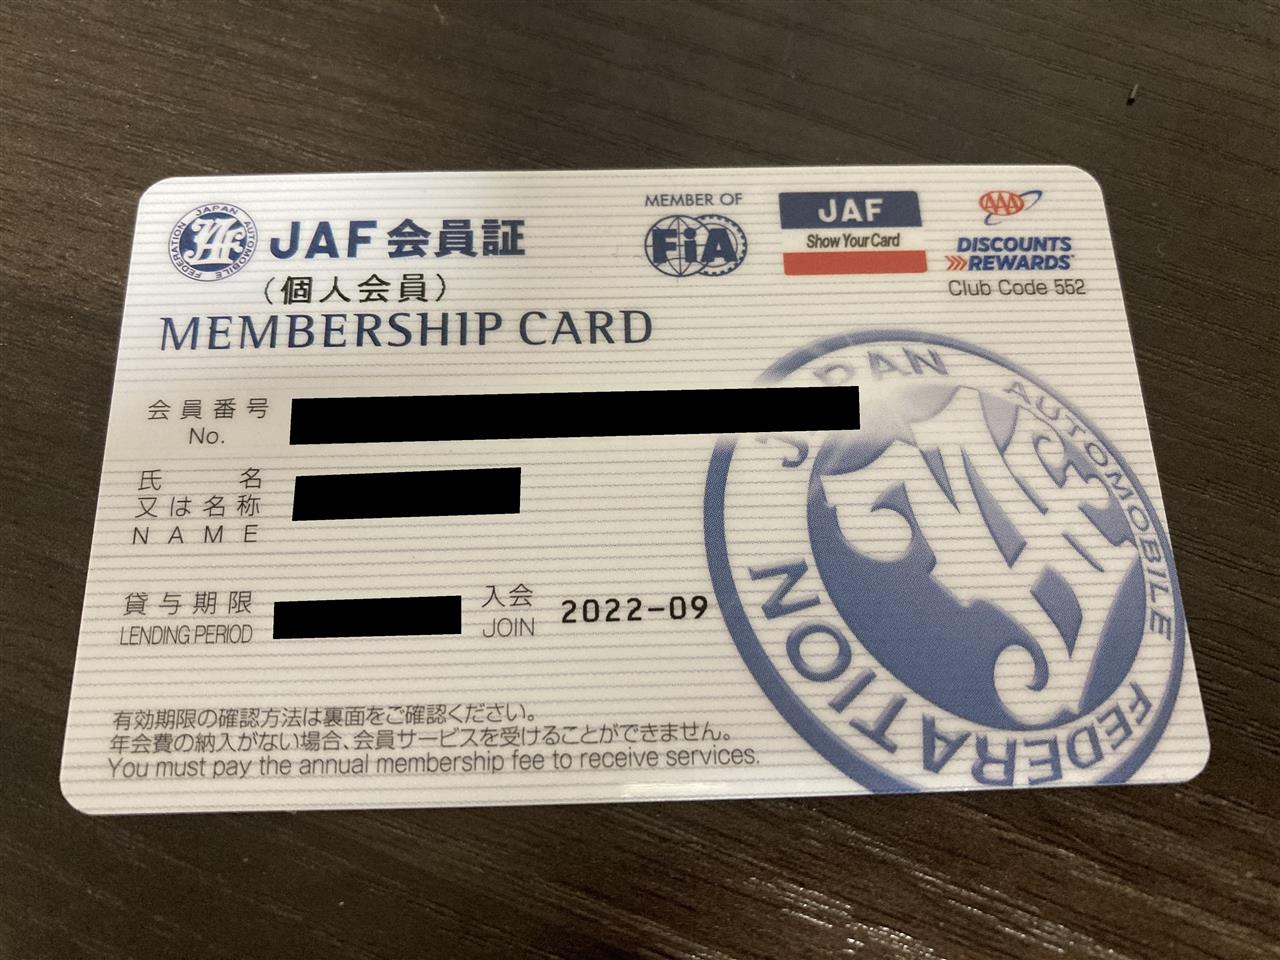 JAPAN AUTOMOBILE FEDERATION
JAF
JAF 会員証
(個人会員)
MEMBERSHIP CARD
MEMBER OF
FiA
JAF
Show Your Card
AAA
DISCOUNTS
REWARDS
Club Code 552
会員番号
No.
氏名
又は名称
NAME
貸与期限
LENDING PERIOD
入会
JOIN
2022-09
有効期限の確認方法は裏面をご確認ください。
年会費の納入がない場合、会員サービスを受けることができません。
You must pay the annual membership fee to receive services.
JAPAN AUTOMOBILE FEDERATION